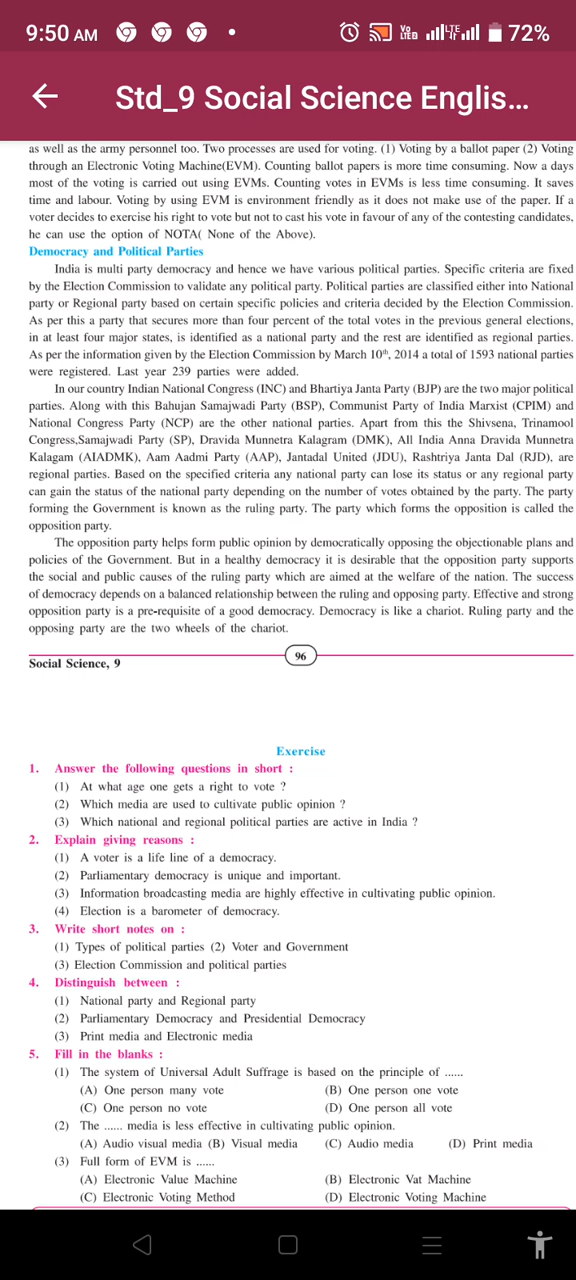 9:50 AM
Vo LTE 72%
Std_9 Social Science Englis...
as well as the army personnel too. Two processes are used for voting. (1) Voting by a ballot paper (2) Voting
through an Electronic Voting Machine(EVM). Counting ballot papers is more time consuming. Now a days
most of the voting is carried out using EVMs. Counting votes in EVMs is less time consuming. It saves
time and labour. Voting by using EVM is environment friendly as it does not make use of the paper. If a
voter decides to exercise his right to vote but not to cast his vote in favour of any of the contesting candidates,
he can use the option of NOTA( None of the Above).
Democracy and Political Parties
India is multi party democracy and hence we have various political parties. Specific criteria are fixed
by the Election Commission to validate any political party. Political parties are classified either into National
party or Regional party based on certain specific policies and criteria decided by the Election Commission.
As per this a party that secures more than four percent of the total votes in the previous general elections,
in at least four major states, is identified as a national party and the rest are identified as regional parties.
As per the information given by the Election Commission by March 10th, 2014 a total of 1593 national parties
were registered. Last year 239 parties were added.
In our country Indian National Congress (INC) and Bhartiya Janta Party (BJP) are the two major political
parties. Along with this Bahujan Samajwadi Party (BSP), Communist Party of India Marxist (CPIM) and
National Congress Party (NCP) are the other national parties. Apart from this the Shivsena, Trinamool
Congress,Samajwadi Party (SP), Dravida Munnetra Kalagram (DMK), All India Anna Dravida Munnetra
Kalagam (AIADMK), Aam Aadmi Party (AAP), Jantadal United (JDU), Rashtriya Janta Dal (RJD), are
regional parties. Based on the specified criteria any national party can lose its status or any regional party
can gain the status of the national party depending on the number of votes obtained by the party. The party
forming the Government is known as the ruling party. The party which forms the opposition is called the
opposition party.
The opposition party helps form public opinion by democratically opposing the objectionable plans and
policies of the Government. But in a healthy democracy it is desirable that the opposition party supports
the social and public causes of the ruling party which are aimed at the welfare of the nation. The success
of democracy depends on a balanced relationship between the ruling and opposing party. Effective and strong
opposition party is a pre-requisite of a good democracy. Democracy is like a chariot. Ruling party and the
opposing party are the two wheels of the chariot.
96
Social Science, 9
Exercise
1. Answer the following questions in short :
(1) At what age one gets a right to vote ?
(2) Which media are used to cultivate public opinion ?
(3) Which national and regional political parties are active in India ?
2. Explain giving reasons :
(1) A voter is a life line of a democracy.
(2) Parliamentary democracy is unique and important.
(3) Information broadcasting media are highly effective in cultivating public opinion.
(4) Election is a barometer of democracy.
3. Write short notes on :
(1) Types of political parties (2) Voter and Government
(3) Election Commission and political parties
4. Distinguish between :
(1) National party and Regional party
(2) Parliamentary Democracy and Presidential Democracy
(3) Print media and Electronic media
5. Fill in the blanks :
(1) The system of Universal Adult Suffrage is based on the principle of ......
(A) One person many vote (B) One person one vote
(C) One person no vote (D) One person all vote
(2) The ...... media is less effective in cultivating public opinion.
(A) Audio visual media (B) Visual media (C) Audio media (D) Print media
(3) Full form of EVM is ......
(A) Electronic Value Machine (B) Electronic Vat Machine
(C) Electronic Voting Method (D) Electronic Voting Machine